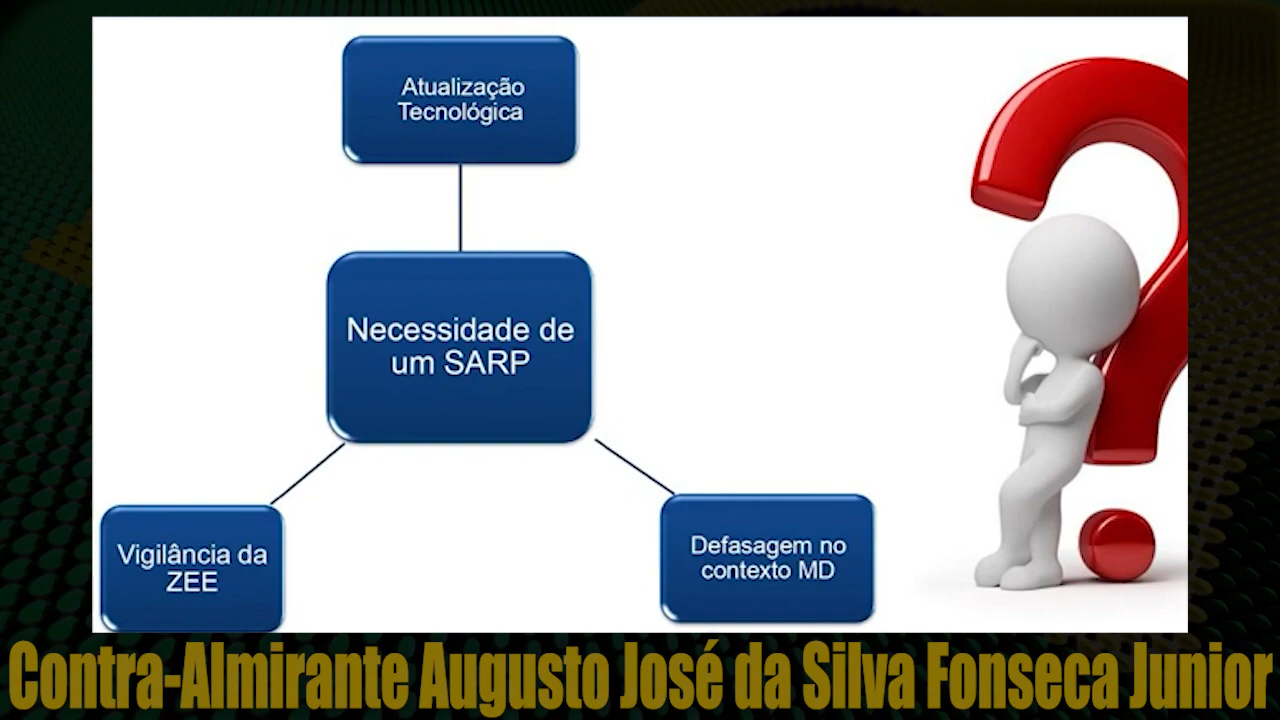 Atualização
Tecnológica
Necessidade de
um SARP
Vigilância da
ZEE
Defasagem no
contexto MD
Contra-Almirante Augusto José da Silva Fonseca Junior